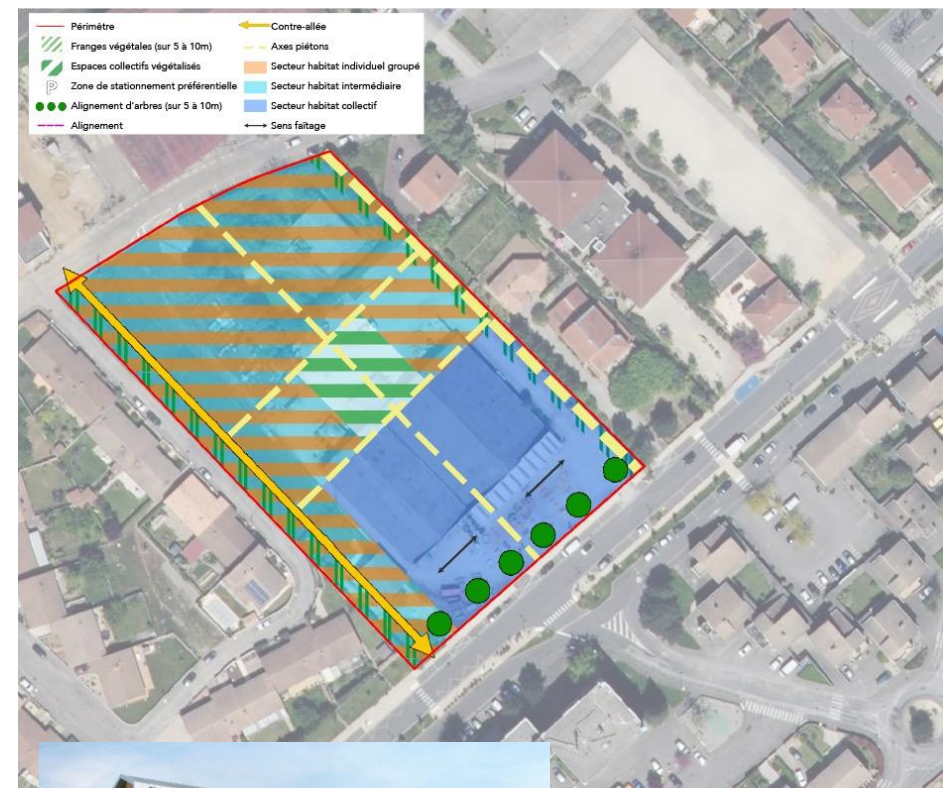 Périmètre
Franges végétales (sur 5 à 10m)
Espaces collectifs végétalisés
P Zone de stationnement préférentielle
Alignement d'arbres (sur 5 à 10m)
Alignement
Contre-allée
Axes piétons
Secteur habitat individuel groupé
Secteur habitat intermédiaire
Secteur habitat collectif
Sens faîtage